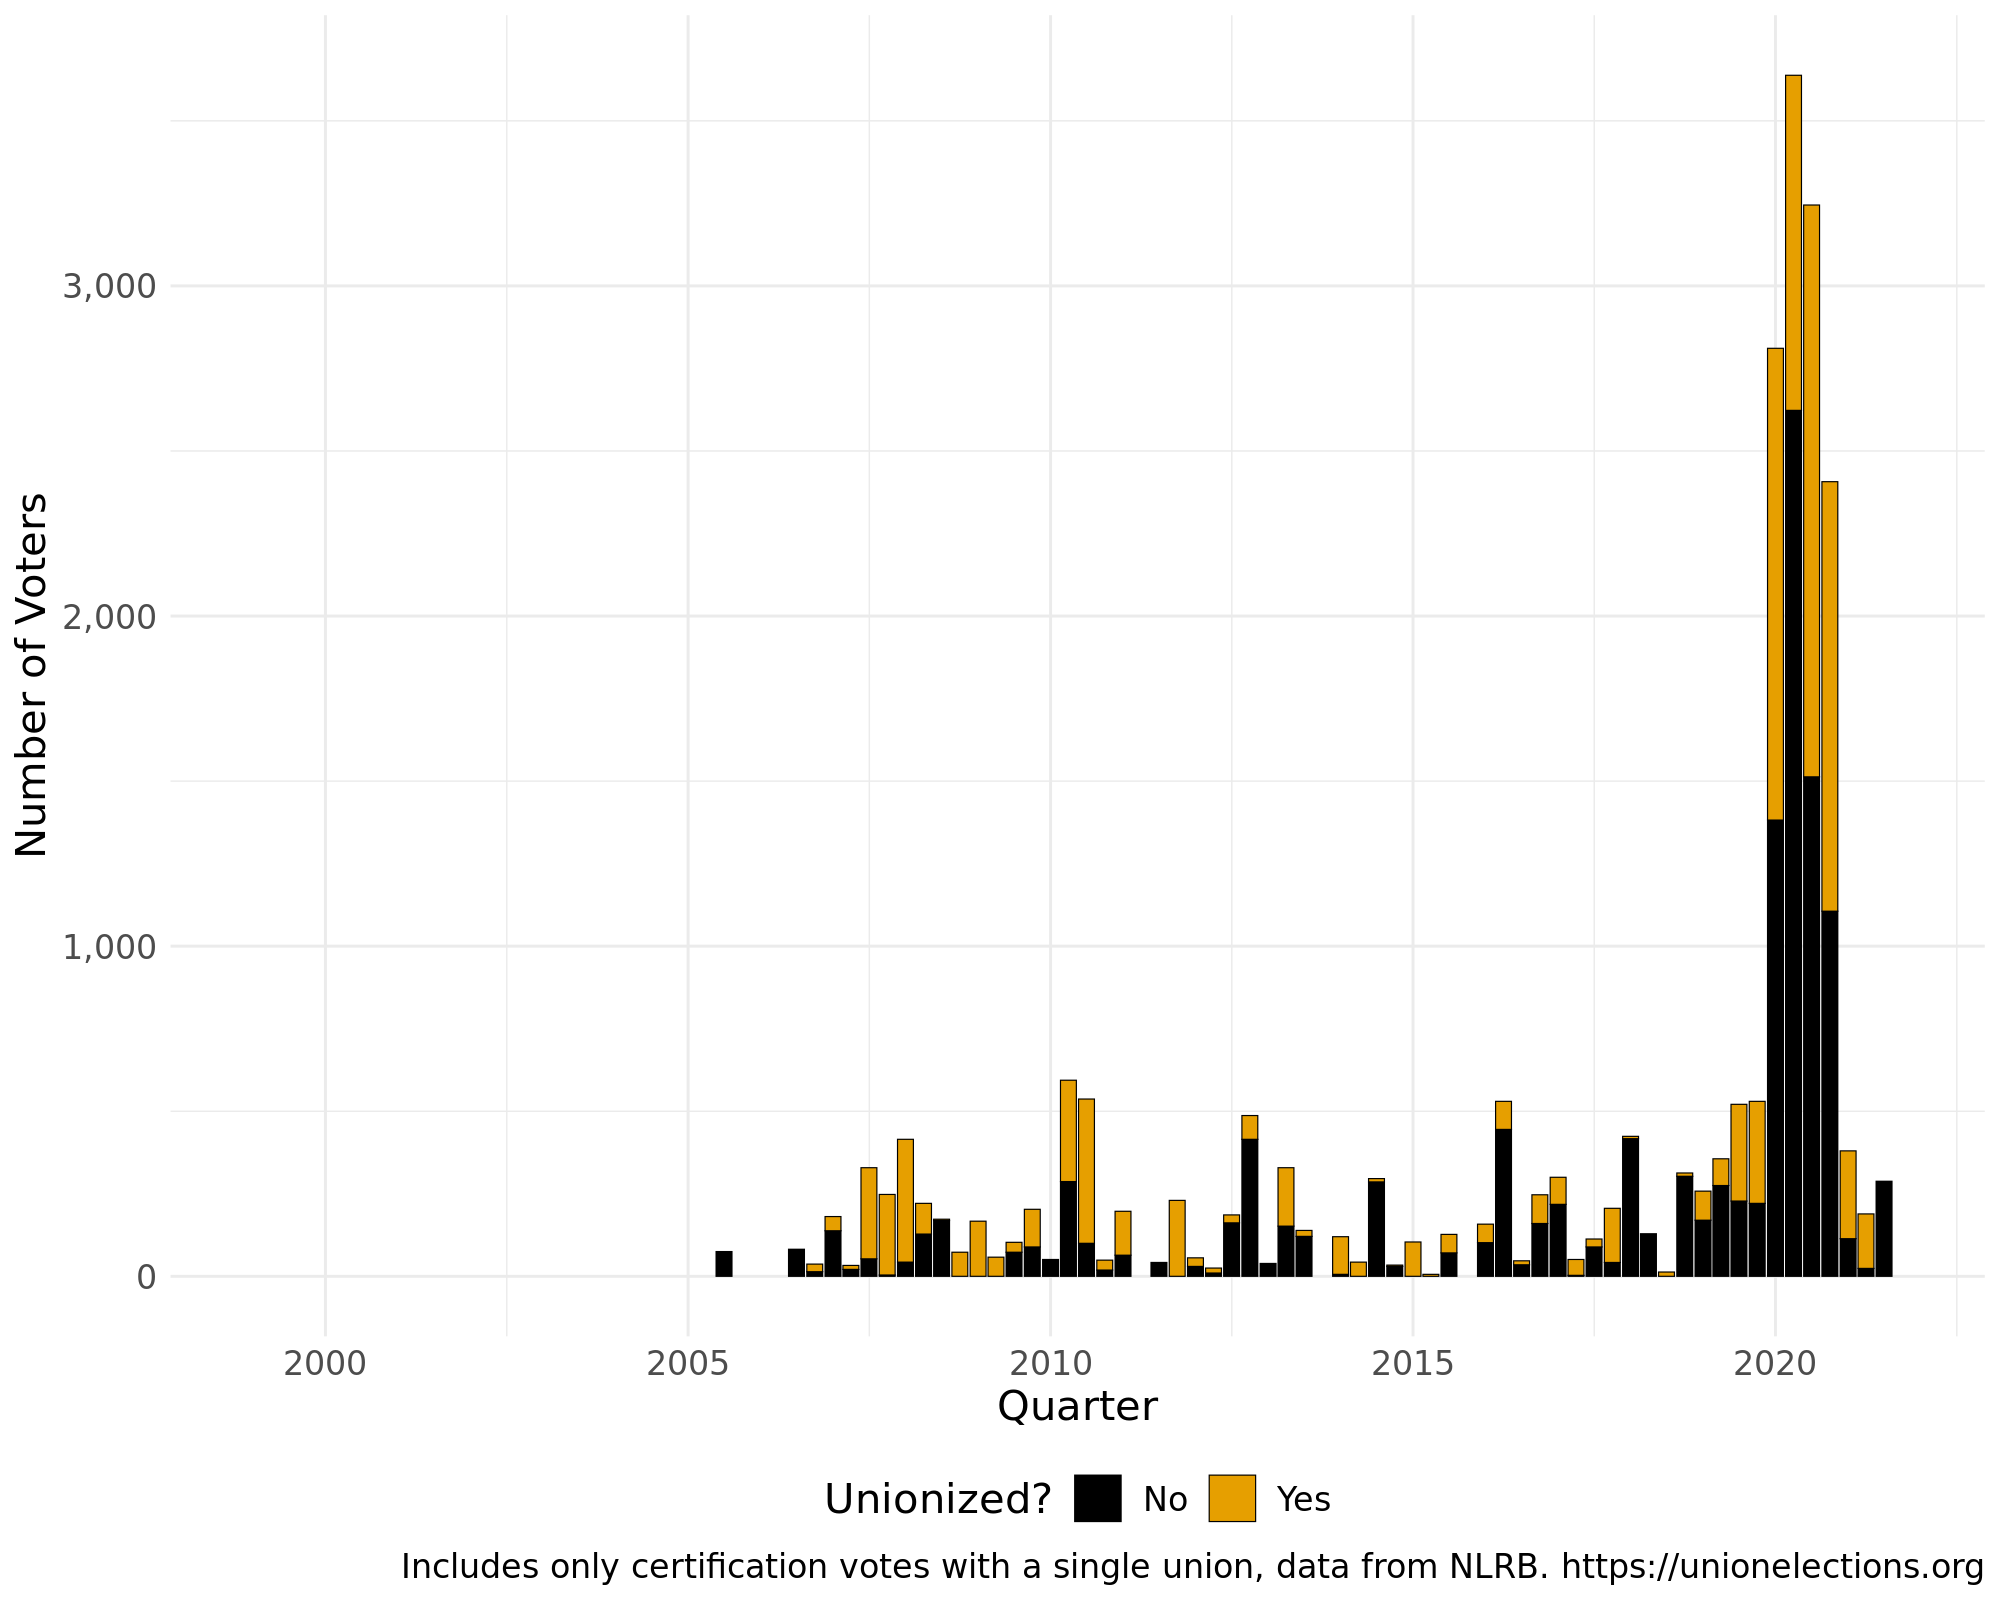 Number of Voters
3,000
2,000
1,000
0
2000 2005 2010 2015 2020
Quarter
Unionized? No Yes
Includes only certification votes with a single union, data from NLRB. https://unionelections.org